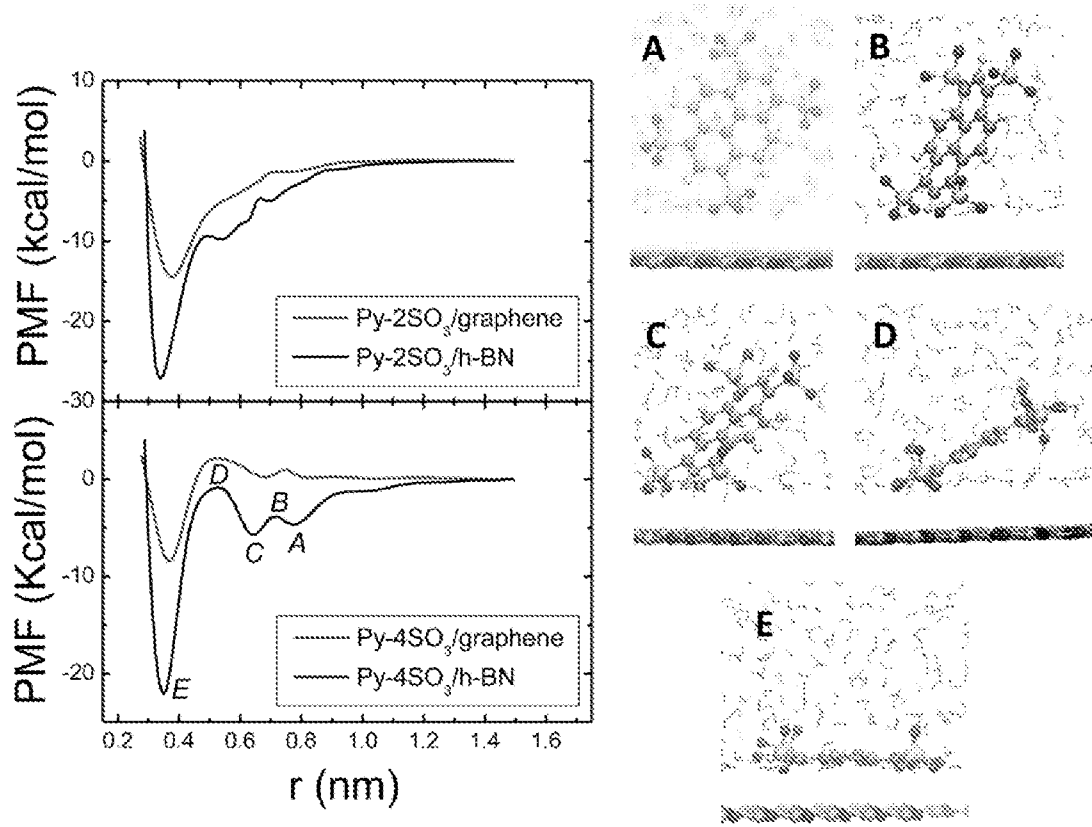 PMF (kcal/mol)
10
0
-10
-20
-30
Py-2SO3/graphene
Py-2SO3/h-BN
PMF (Kcal/mol)
0
-10
-20
D
B
C
A
E
Py-4SO3/graphene
Py-4SO3/h-BN
0.2 0.4 0.6 0.8 1.0 1.2 1.4 1.6
r (nm)
A
B
C
D
E